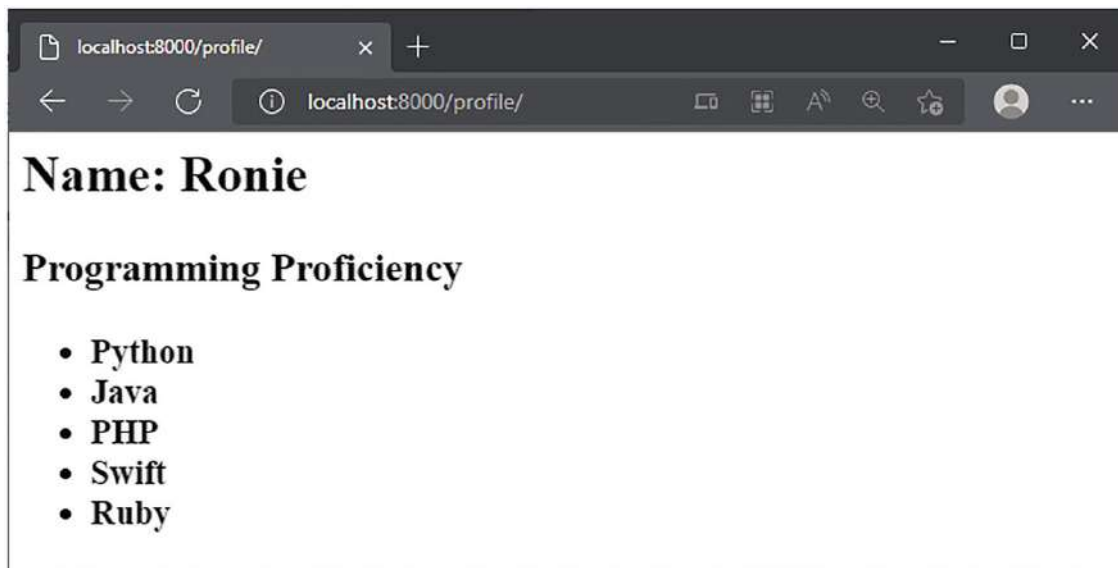 localhost:8000/profile/
localhost:8000/profile/
Name: Ronie
Programming Proficiency
• Python
• Java
• PHP
• Swift
• Ruby